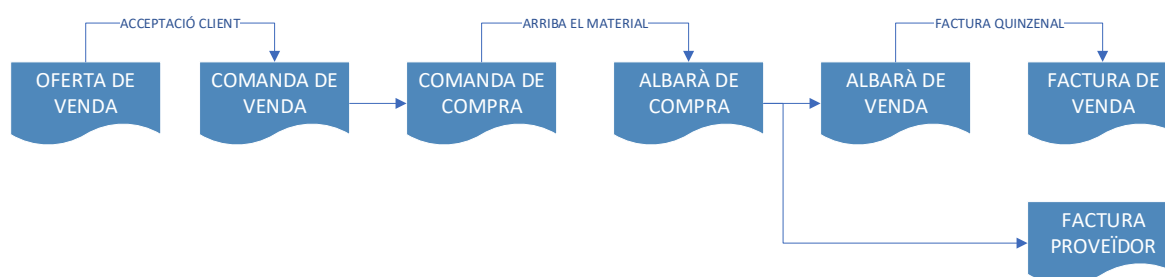 ACCEPTACIÓ CLIENT
ARRIBA EL MATERIAL
FACTURA QUINZENAL
OFERTA DE
VENDA
COMANDA DE
VENDA
COMANDA DE
COMPRA
ALBARÀ DE
COMPRA
ALBARÀ DE
VENDA
FACTURA DE
VENDA
FACTURA
PROVEÏDOR